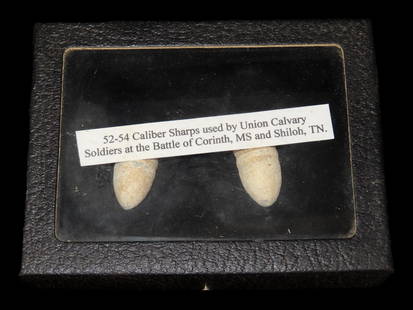 52-54 Caliber Sharps used by Union Calvary
Soldiers at the Battle of Corinth, MS and Shiloh, TN.